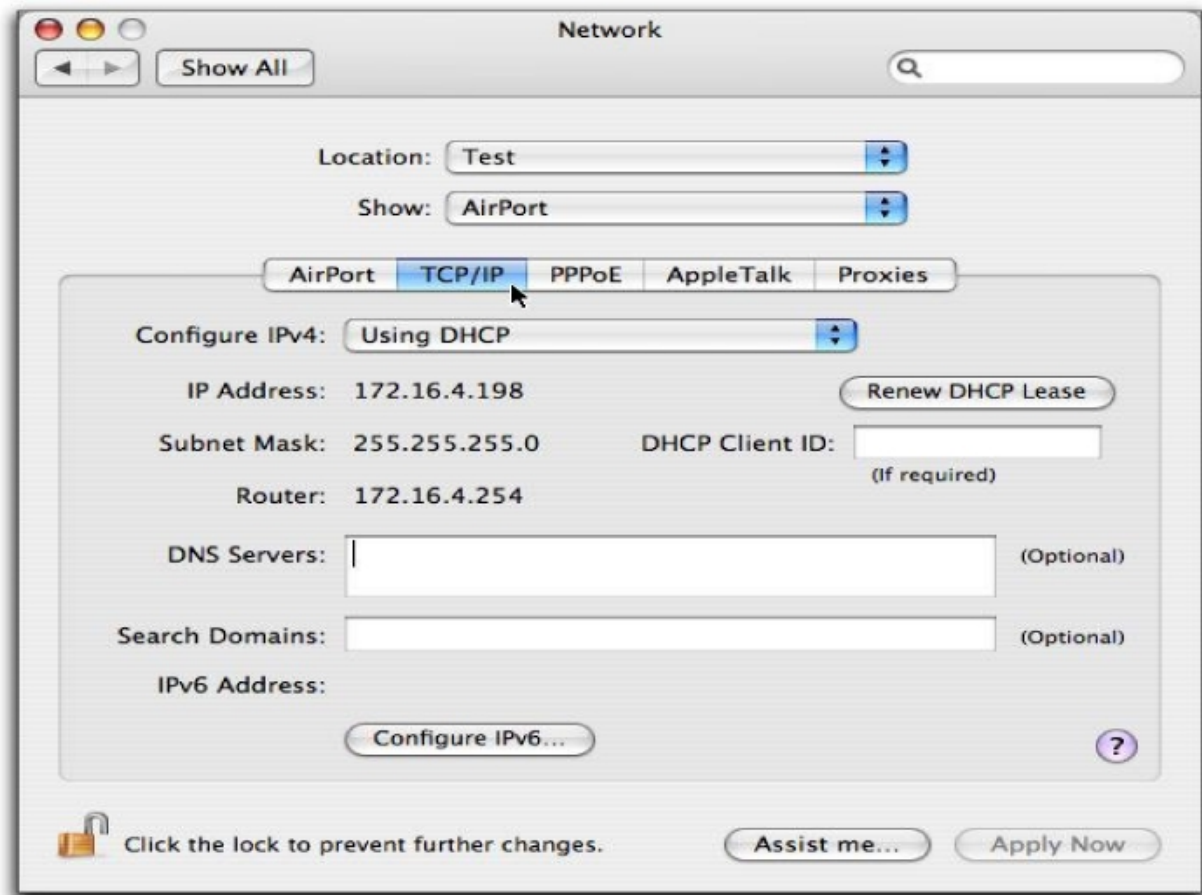 Network
Show All
Location: Test
Show: AirPort
AirPort TCP/IP PPPoE AppleTalk Proxies
Configure IPv4: Using DHCP
IP Address: 172.16.4.198 Renew DHCP Lease
Subnet Mask: 255.255.255.0 DHCP Client ID:
(If required)
Router: 172.16.4.254
DNS Servers: (Optional)
Search Domains: (Optional)
IPv6 Address:
Configure IPv6... ?
Click the lock to prevent further changes. Assist me... Apply Now